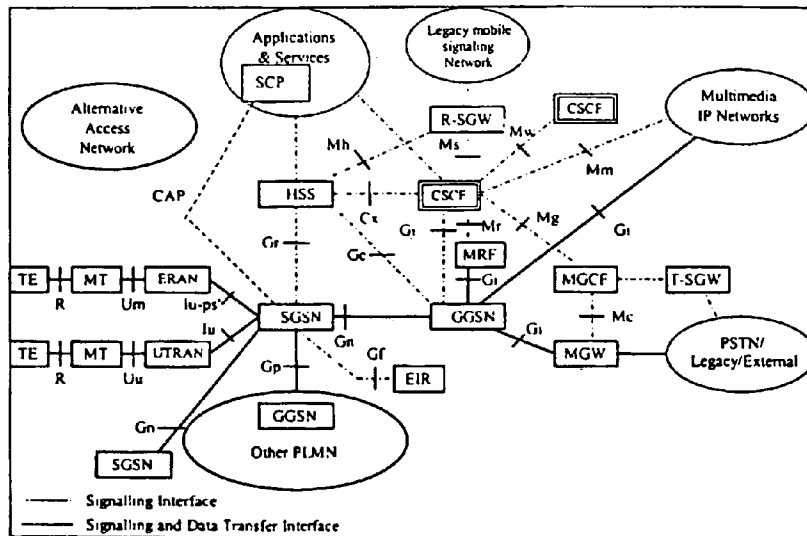 Applications
& Services
SCP
Legacy mobile
signaling
Network
Alternative
Access
Network
R-SGW
CSCF
Multimedia
IP Networks
Mh
Ms
Mw
Mm
CAP
HSS
Cx
CSCF
Gr
Gc
Gi
Mr
Mg
Gi
MRF
Gi
TE
R
MT
Um
ERAN
Iu-ps'
MGCF
T-SGW
Iu
SGSN
Gn
GGSN
Gi
Mc
TE
R
MT
Uu
UTRAN
MGW
PSTN/
Legacy/External
Gp
Gf
EIR
Gn
GGSN
SGSN
Other PLMN
Signalling Interface
Signalling and Data Transfer Interface